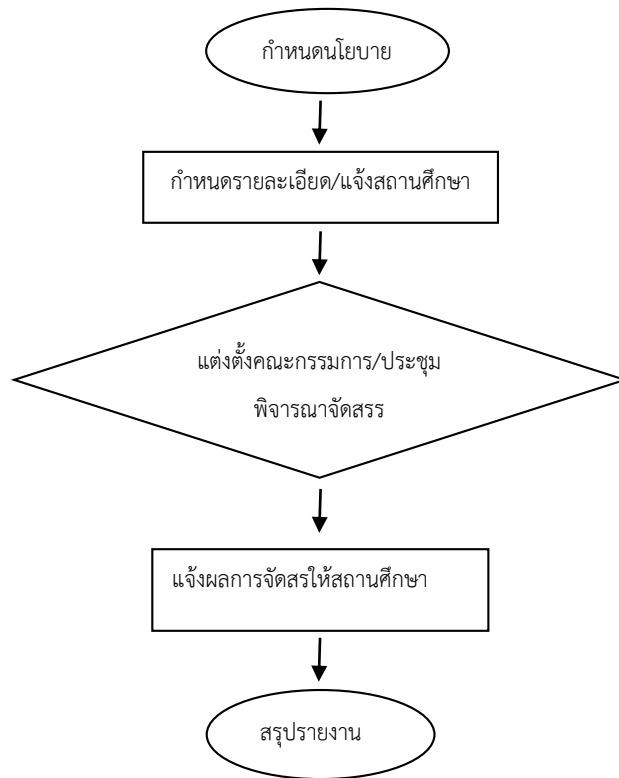 กำหนดนโยบาย
กำหนดรายละเอียด/แจ้งสถานศึกษา
แต่งตั้งคณะกรรมการ/ประชุม
พิจารณาจัดสรร
แจ้งผลการจัดสรให้สถานศึกษา
สรุปรายงาน